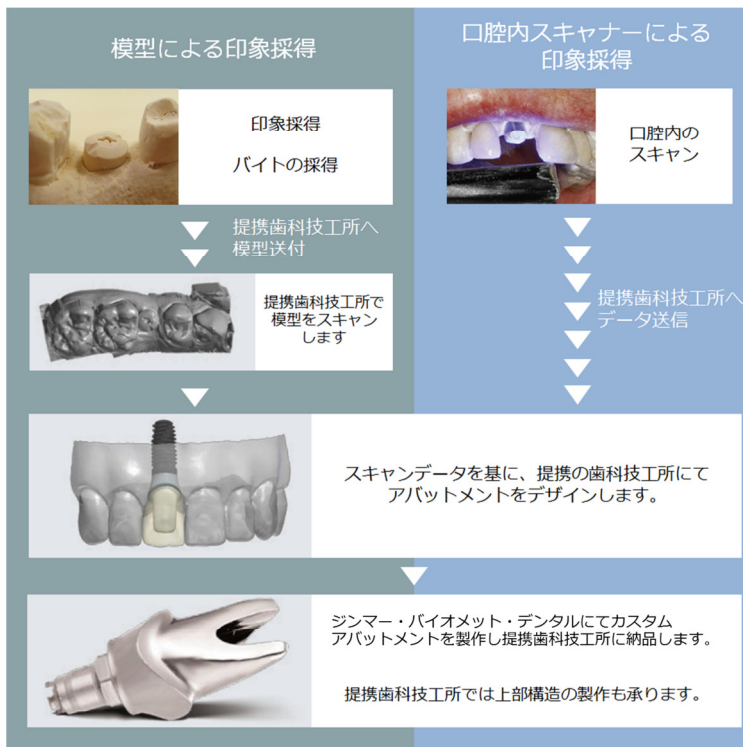 模型による印象採得
口腔内スキャナーによる
印象採得
印象採得
バイトの採得
口腔内の
スキャン
提携歯科技工所へ
模型送付
提携歯科技工所で
模型をスキャン
します
提携歯科技工所へ
データ送信
スキャンデータを基に、提携の歯科技工所にて
アバットメントをデザインします。
ジンマー・バイオメット・デンタルにてカスタム
アバットメントを製作し提携歯科技工所に納品します。
提携歯科技工所では上部構造の製作も承ります。